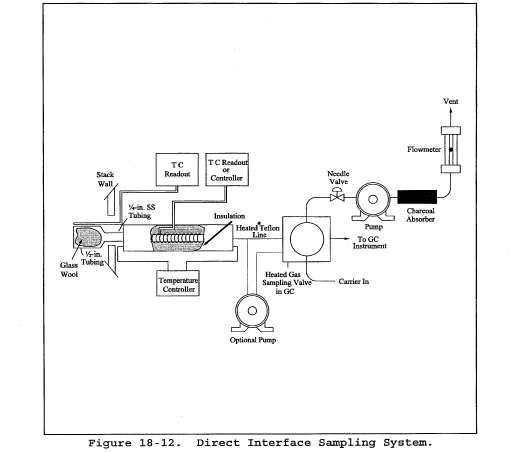 Vent
Flowmeter
T C
Readout
T C Readout
or
Controller
Needle
Valve
Stack
Wall
¼-in. SS
Tubing
Insulation
Charcoal
Absorber
Pump
Heated Teflon
Line
To GC
Instrument
Glass
Wool
½-in.
Tubing
Temperature
Controller
Heated Gas
Sampling Valve
in GC
Carrier In
Optional Pump
Figure 18-12. Direct Interface Sampling System.